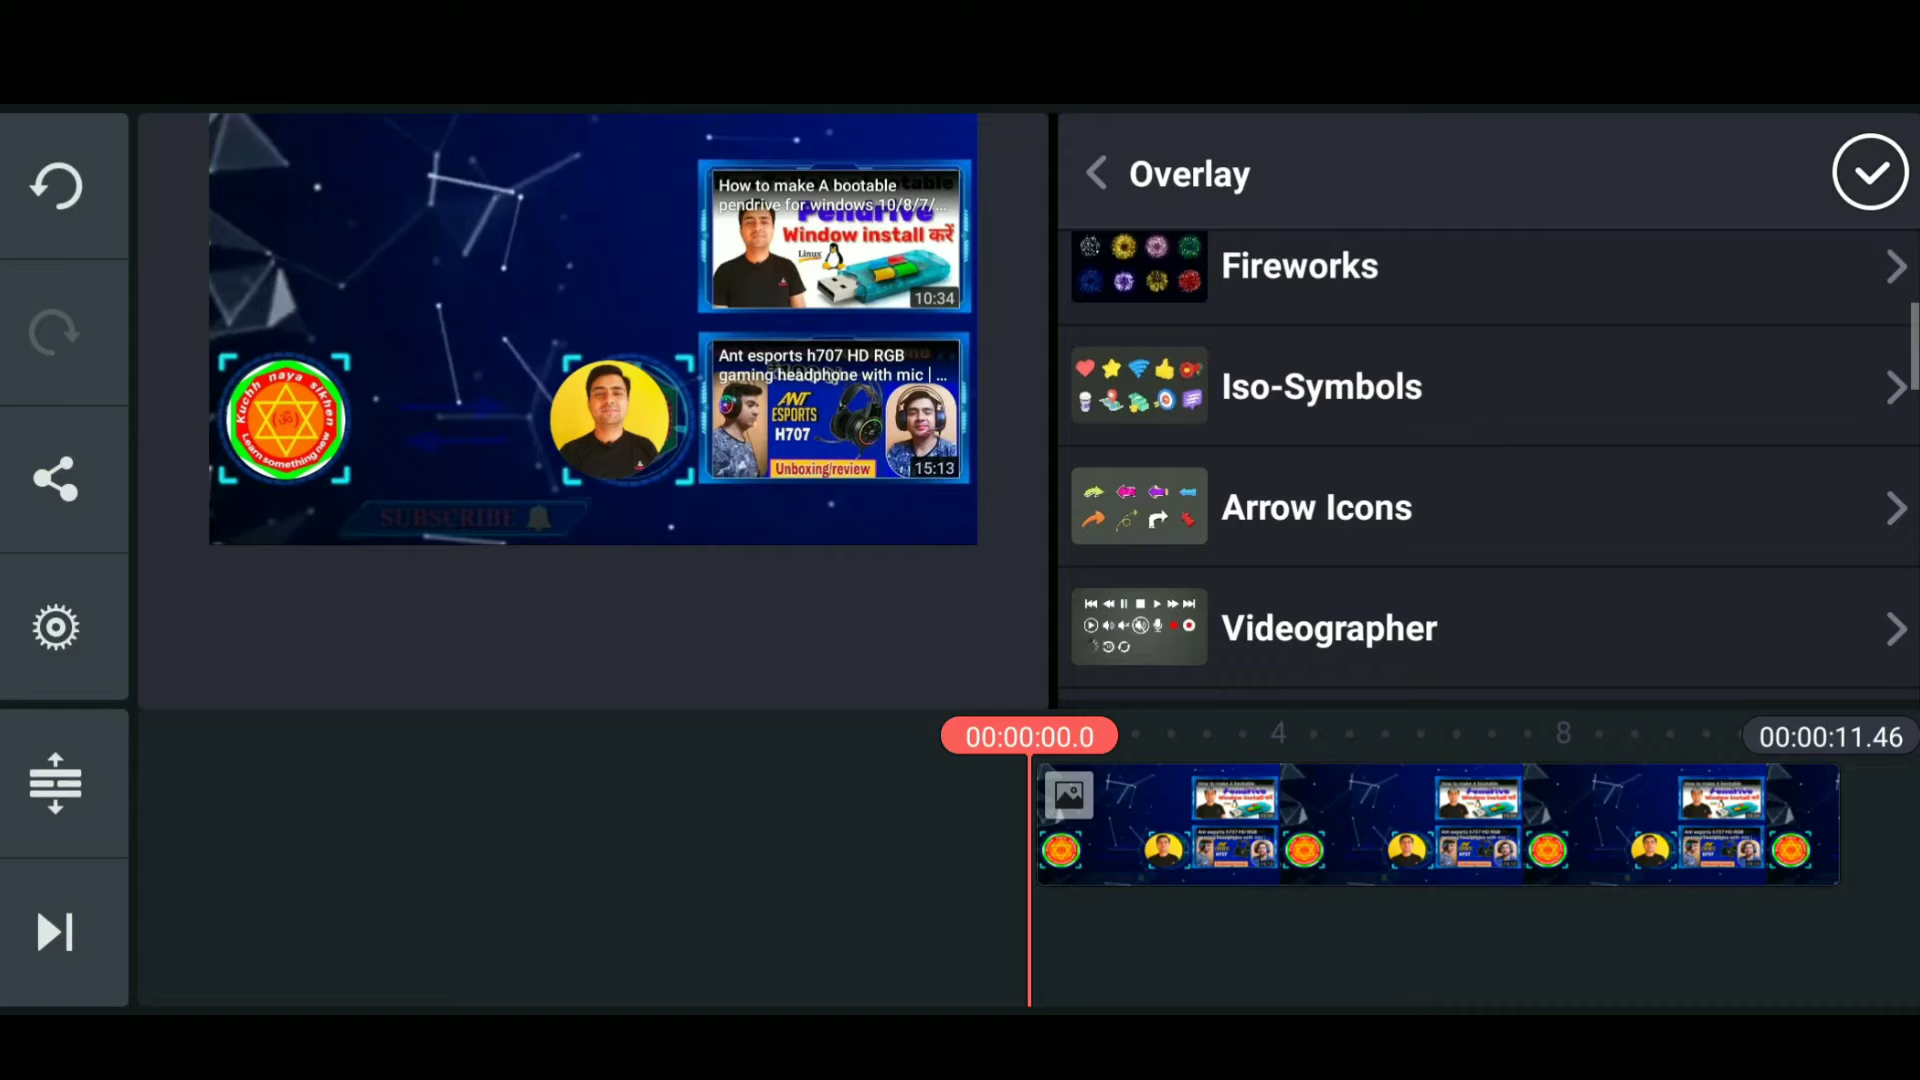 How to make A bootable
pendrive for windows 10/8/7/...
Pendrive
Window install करें
Linux
10:34
Ant esports h707 HD RGB
gaming headphone with mic | ...
ANT
ESPORTS
H707
Unboxing/review
15:13
Kuchh naya sikhen
ॐ
Learn something new
SUBSCRIBE
Overlay
Fireworks
Iso-Symbols
Arrow Icons
Videographer
00:00:00.0
4
8
00:00:11.46